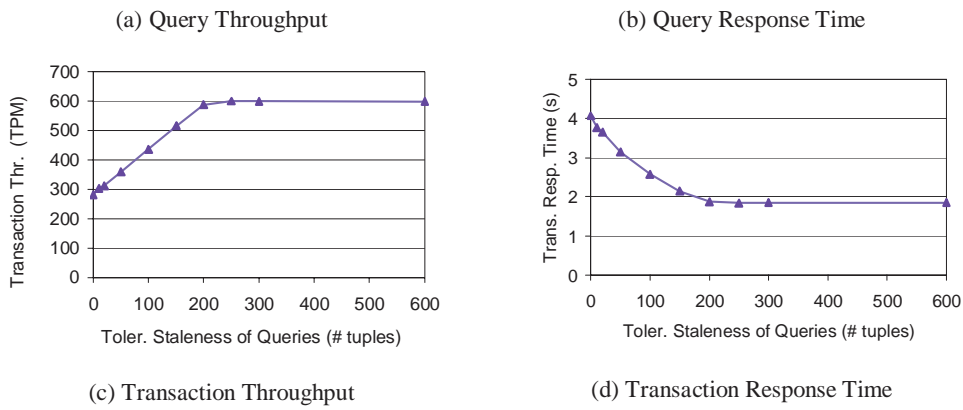 (a) Query Throughput
(b) Query Response Time
700
600
500
400
300
200
100
0
Transaction Thr. (TPM)
0 100 200 300 400 500 600
Toler. Staleness of Queries (# tuples)
5
4
3
2
1
0
Trans. Resp. Time (s)
0 100 200 300 400 500 600
Toler. Staleness of Queries (# tuples)
(c) Transaction Throughput
(d) Transaction Response Time